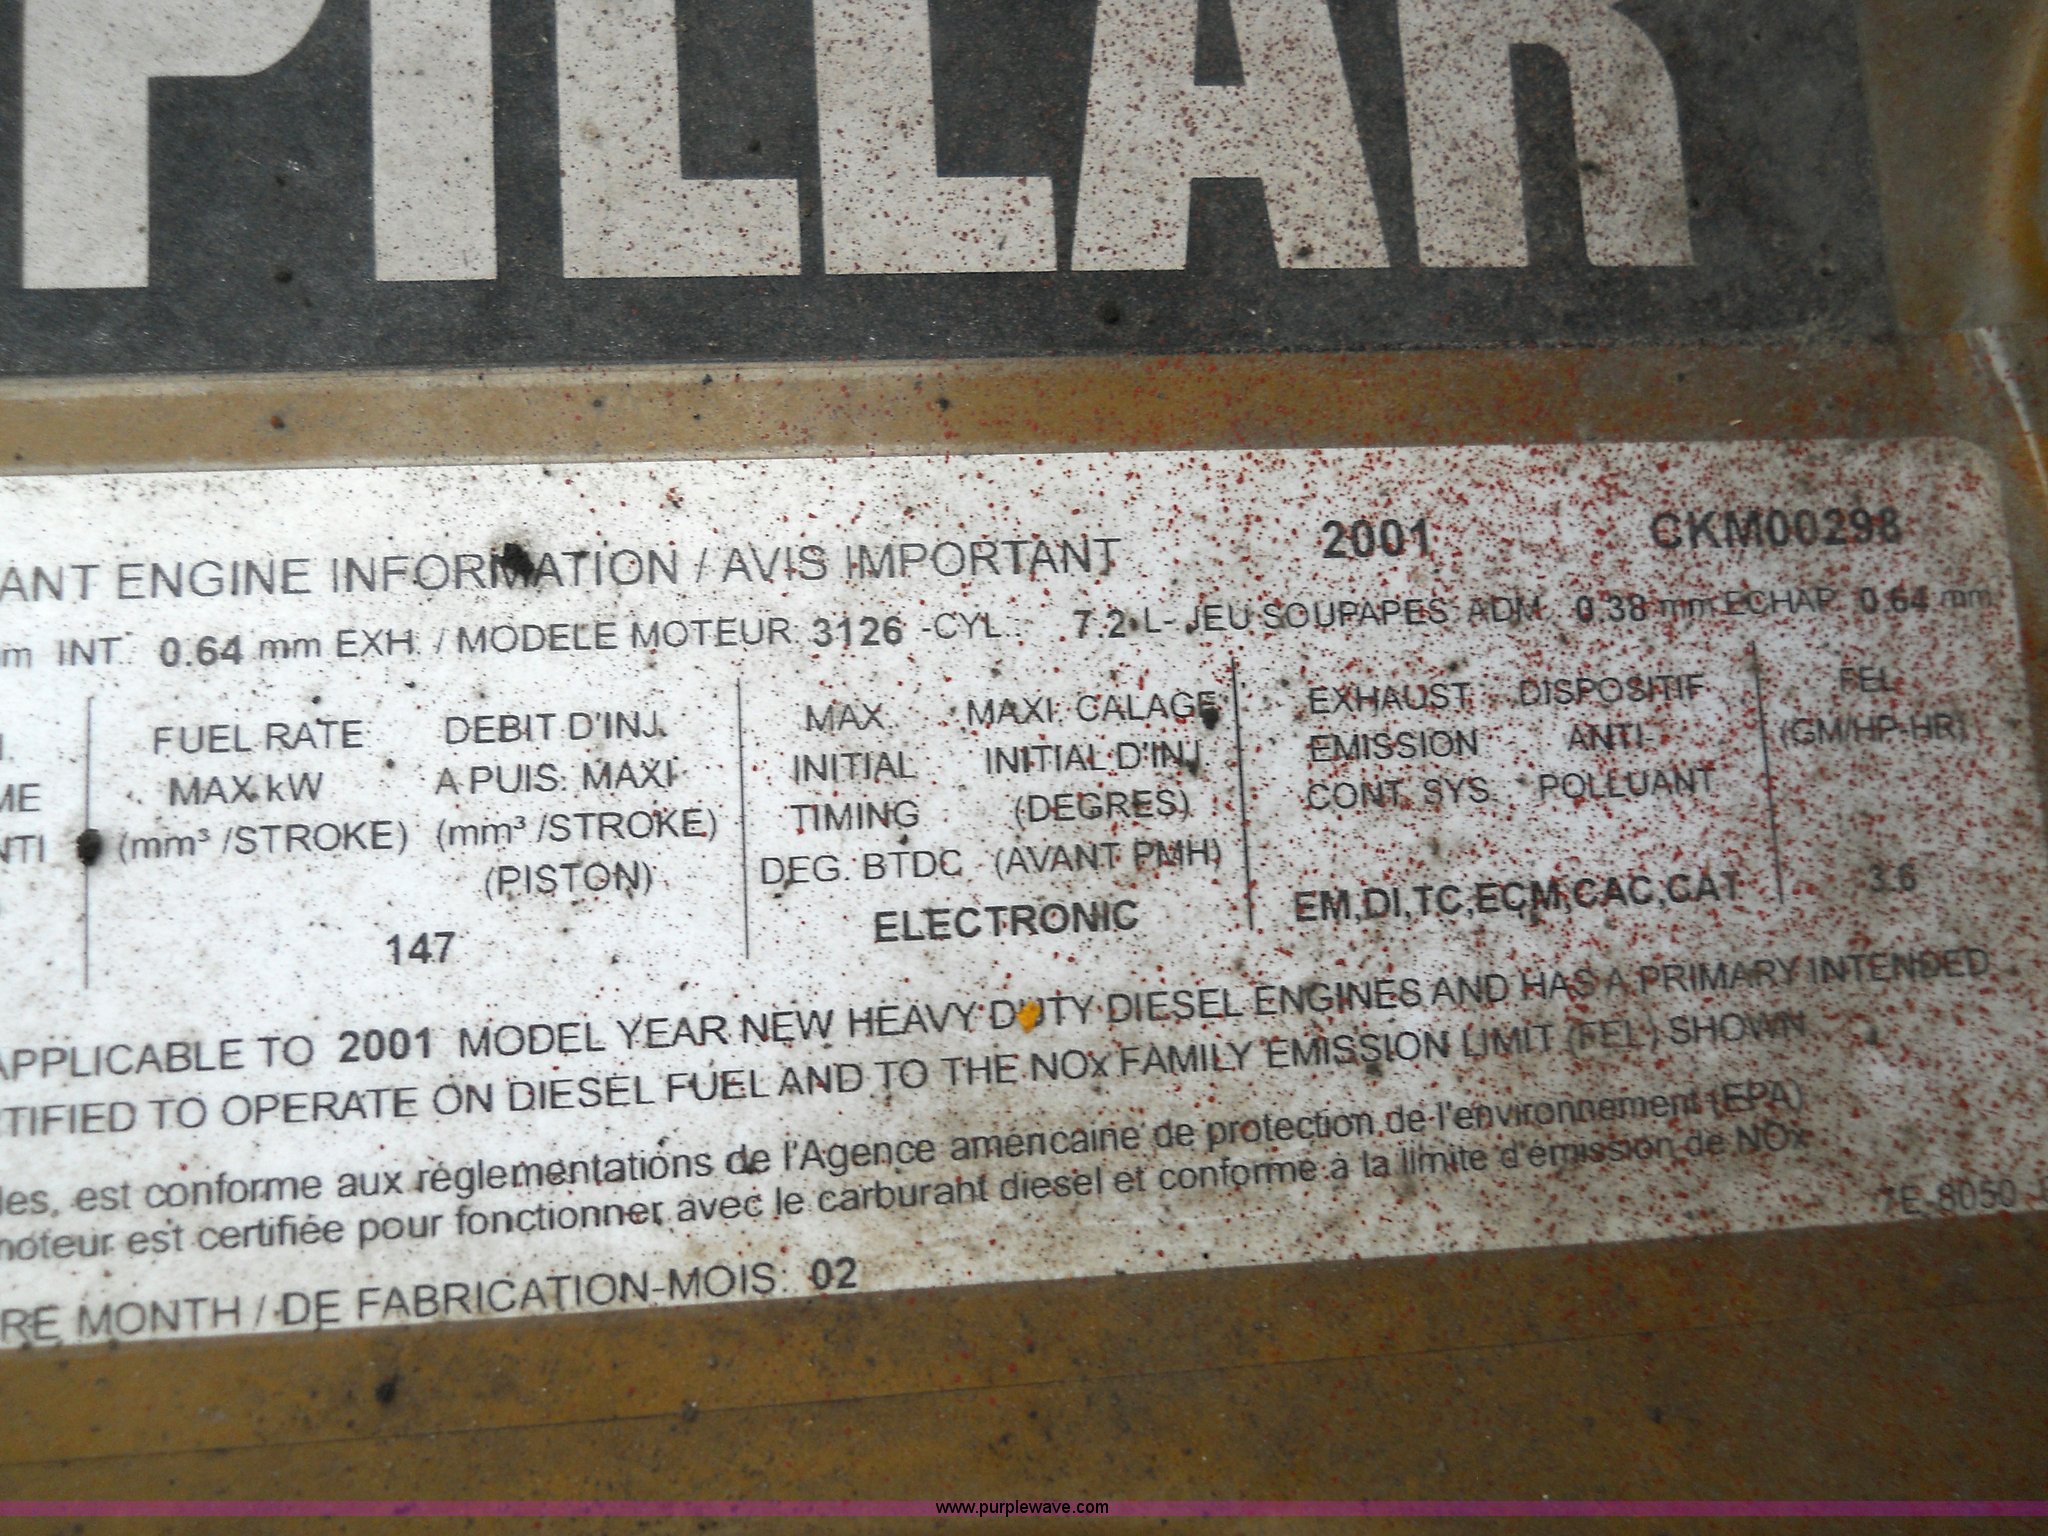 PILLAR
ANT ENGINE INFORMATION / AVIS IMPORTANT 2001 CKM00298
m INT. 0.64 mm EXH. / MODELE MOTEUR 3126 -CYL. 7.2 L- JEU SOUPAPES ADM. 0.38 mm ECHAP. 0.64 mm
FUEL RATE DEBIT D'INJ. MAX. MAXI. CALAGE EXHAUST DISPOSITIF FEL
ME MAX kW A PUIS. MAXI INITIAL INITIAL D'INJ. EMISSION ANTI- (GM/HP-HR)
NTI (mm³ /STROKE) (mm³ /STROKE) TIMING (DEGRES) CONT. SYS. POLLUANT
(PISTON) DEG. BTDC (AVANT PMH)
147 ELECTRONIC EM,DI,TC,ECM,CAC,CAT 3.6
APPLICABLE TO 2001 MODEL YEAR NEW HEAVY DUTY DIESEL ENGINES AND HAS A PRIMARY INTENDED
TIFIED TO OPERATE ON DIESEL FUEL AND TO THE NOx FAMILY EMISSION LIMIT (FEL) SHOWN
les, est conforme aux réglementations de l'Agence américaine de protection de l'environnement (EPA)
moteur est certifiée pour fonctionner avec le carburant diesel et conforme à la limite d'émission de NOx
7E-8050
RE MONTH / DE FABRICATION-MOIS: 02
www.purplewave.com